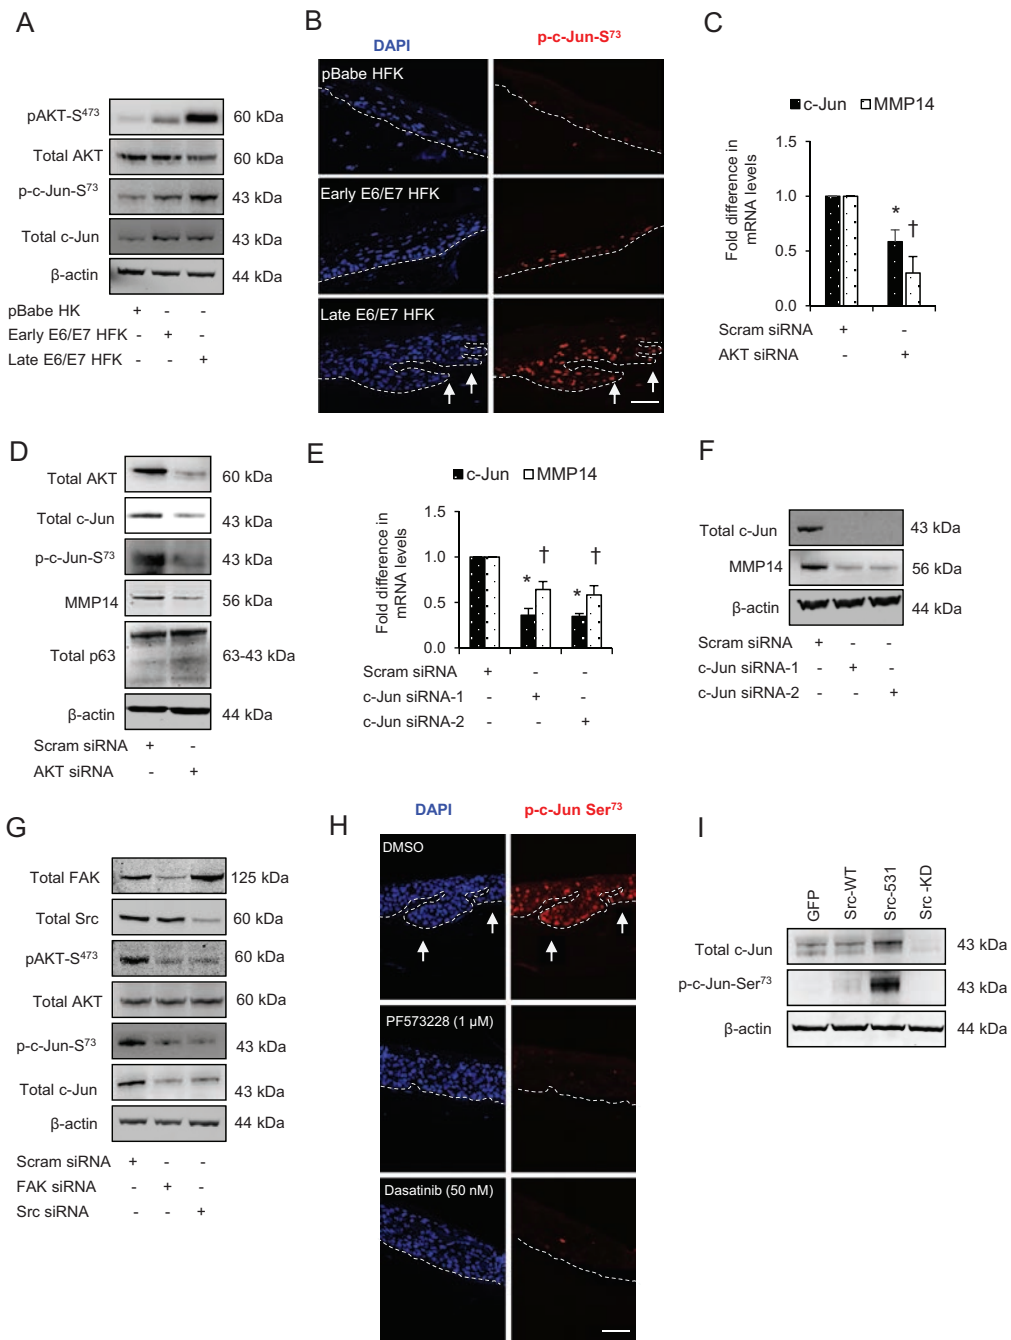 A
pAKT-S473 60 kDa
Total AKT 60 kDa
p-c-Jun-S73 43 kDa
Total c-Jun 43 kDa
β-actin 44 kDa
pBabe HK + - -
Early E6/E7 HFK - + -
Late E6/E7 HFK - - +
B
DAPI p-c-Jun-S73
pBabe HFK
Early E6/E7 HFK
Late E6/E7 HFK
C
c-Jun MMP14
Fold difference in
mRNA levels
1.5
1.0
0.5
0.0
* †
Scram siRNA + -
AKT siRNA - +
D
Total AKT 60 kDa
Total c-Jun 43 kDa
p-c-Jun-S73 43 kDa
MMP14 56 kDa
Total p63 63-43 kDa
β-actin 44 kDa
Scram siRNA + -
AKT siRNA - +
E
c-Jun MMP14
Fold difference in
mRNA levels
1.5
1.0
0.5
0.0
* † * †
Scram siRNA + - -
c-Jun siRNA-1 - + -
c-Jun siRNA-2 - - +
F
Total c-Jun 43 kDa
MMP14 56 kDa
β-actin 44 kDa
Scram siRNA + - -
c-Jun siRNA-1 - + -
c-Jun siRNA-2 - - +
G
Total FAK 125 kDa
Total Src 60 kDa
pAKT-S473 60 kDa
Total AKT 60 kDa
p-c-Jun-S73 43 kDa
Total c-Jun 43 kDa
β-actin 44 kDa
Scram siRNA + - -
FAK siRNA - + -
Src siRNA - - +
H
DAPI p-c-Jun Ser73
DMSO
PF573228 (1 µM)
Dasatinib (50 nM)
I
GFP Src-WT Src-531 Src -KD
Total c-Jun 43 kDa
p-c-Jun-Ser73 43 kDa
β-actin 44 kDa